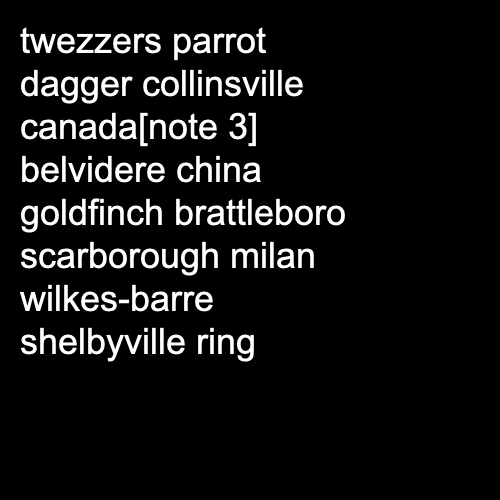 twezzers parrot
dagger collinsville
canada[note 3]
belvidere china
goldfinch brattleboro
scarborough milan
wilkes-barre
shelbyville ring